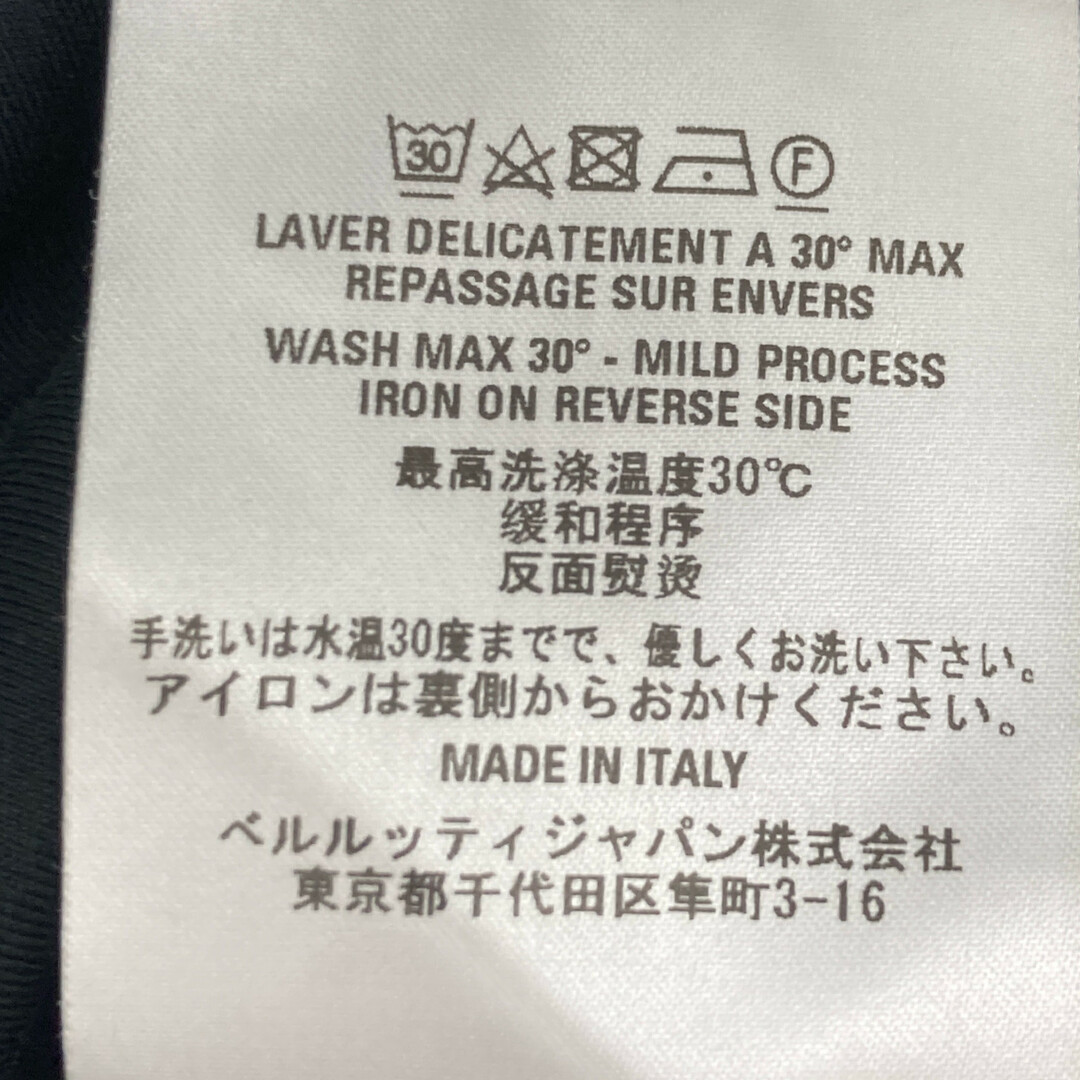 30 F
LAVER DELICATEMENT A 30° MAX
REPASSAGE SUR ENVERS
WASH MAX 30° - MILD PROCESS
IRON ON REVERSE SIDE
最高洗涤温度30℃
缓和程序
反面熨烫
手洗いは水温30度までで、優しくお洗い下さい。
アイロンは裏側からおかけください。
MADE IN ITALY
ベルルッティジャパン株式会社
東京都千代田区隼町3-16